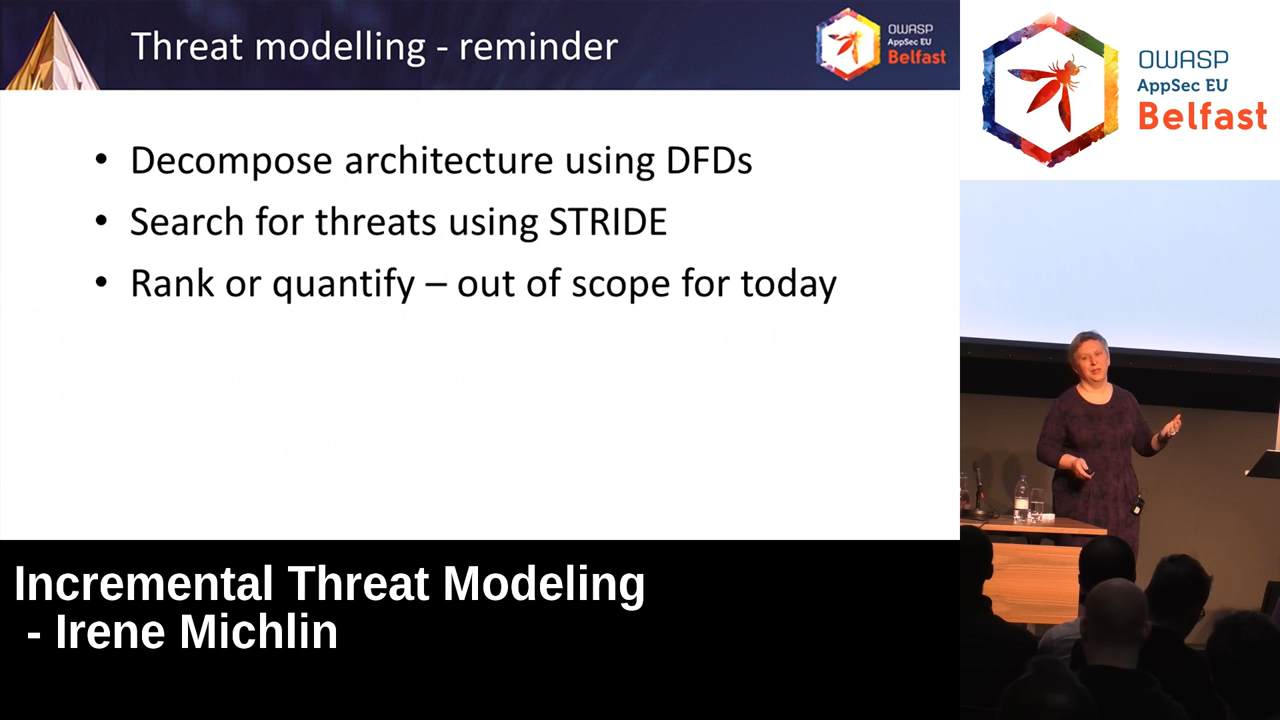 Threat modelling - reminder
OWASP
AppSec EU
Belfast
• Decompose architecture using DFDs
• Search for threats using STRIDE
• Rank or quantify – out of scope for today
OWASP
AppSec EU
Belfast
Incremental Threat Modeling
- Irene Michlin